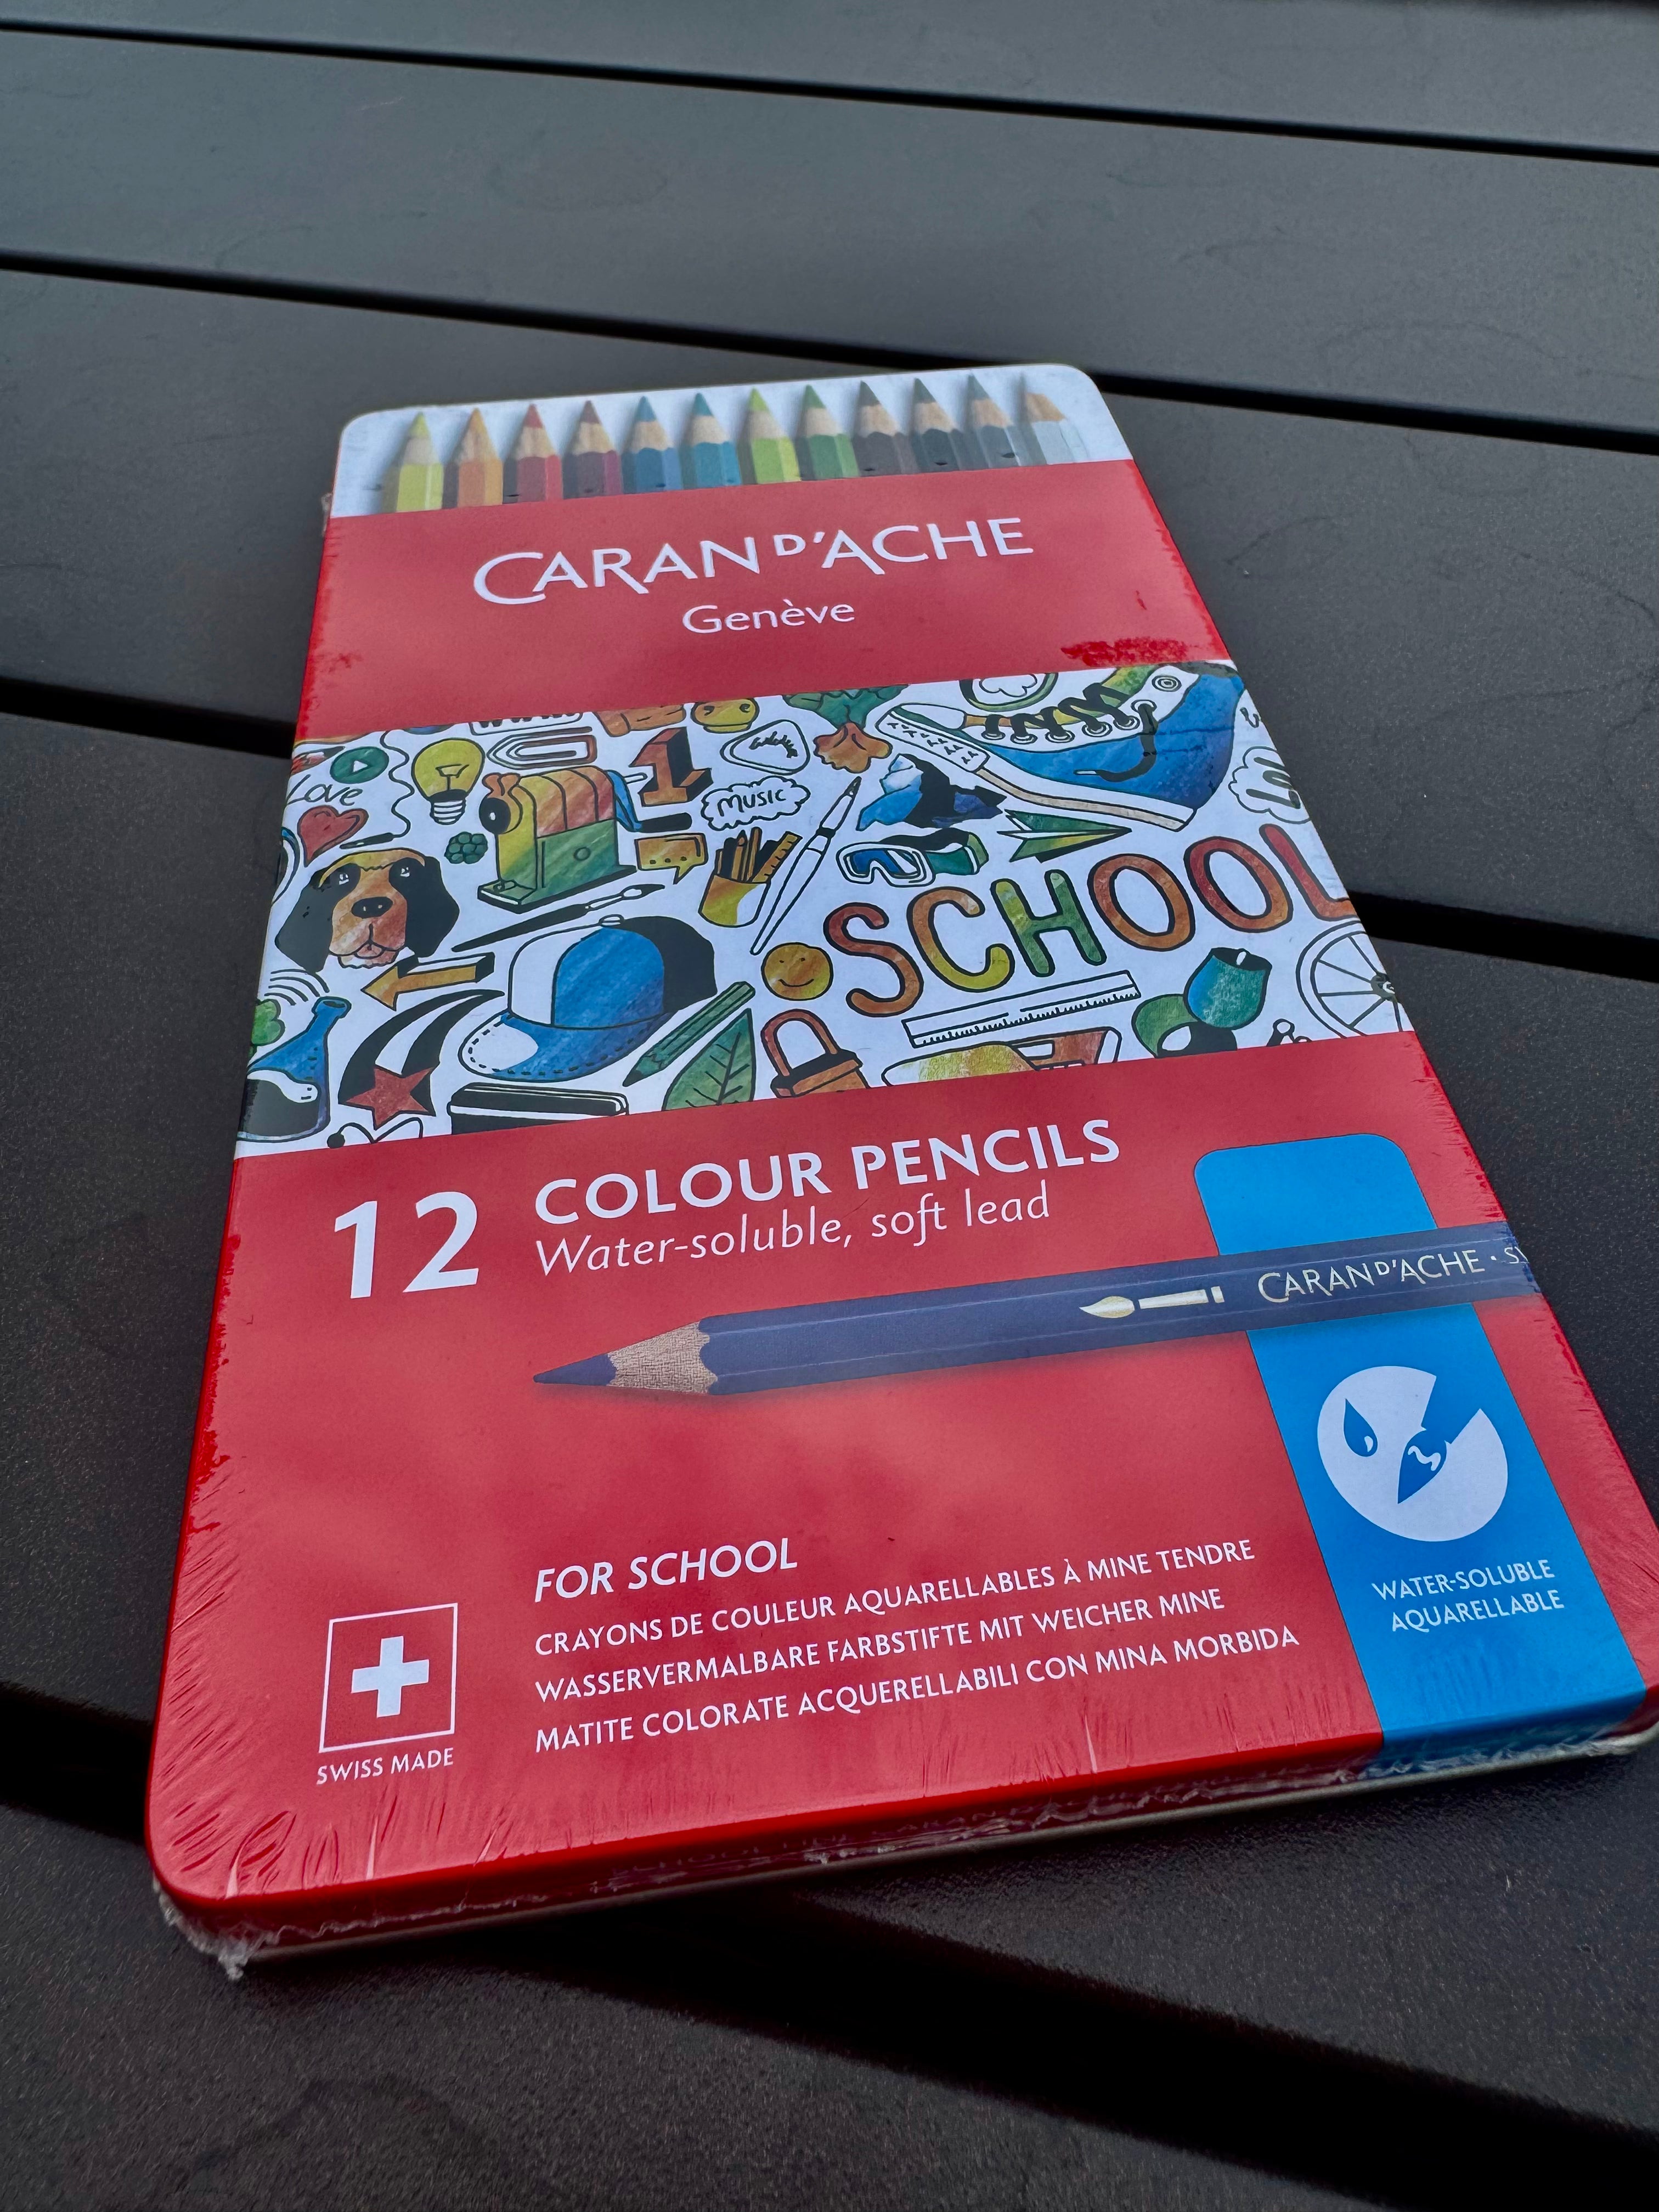 CARAN D'ACHE
Genève
Love
MUSIC
LOL
SCHOOL
12 COLOUR PENCILS
Water-soluble, soft lead
CARAN D'ACHE
FOR SCHOOL
CRAYONS DE COULEUR AQUARELLABLES À MINE TENDRE
WASSERVERMALBARE FARBSTIFTE MIT WEICHER MINE
MATITE COLORATE ACQUERELLABILI CON MINA MORBIDA
SWISS MADE
WATER-SOLUBLE
AQUARELLABLE